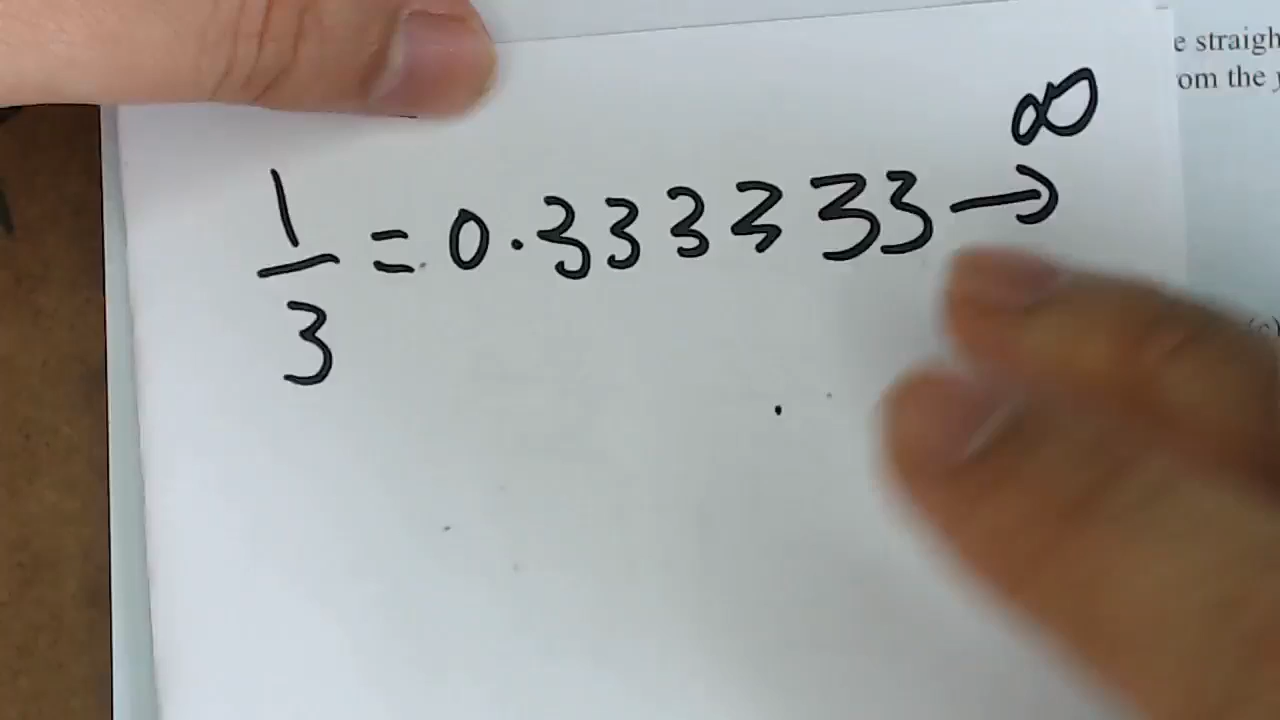 1/3 = 0.333333 → ∞
e straigh
om the
(c)